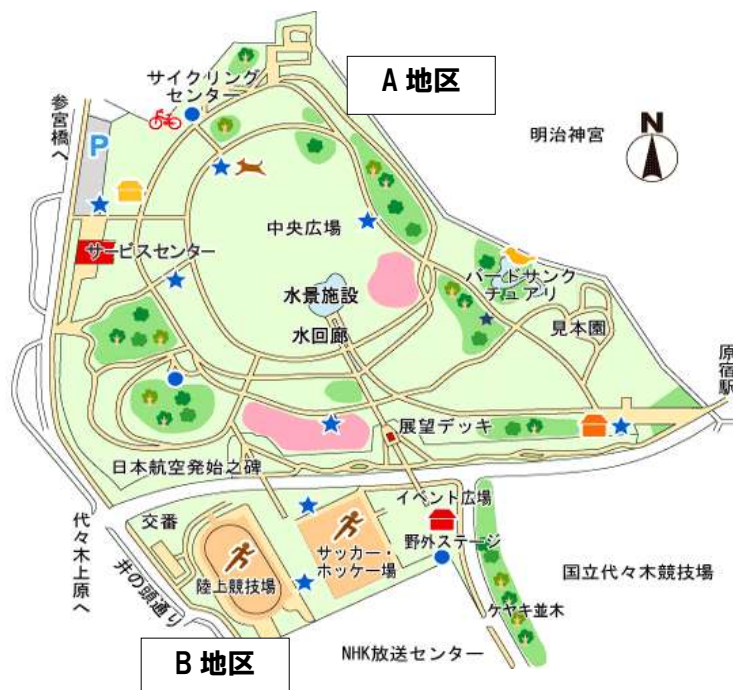 A 地区
サイクリング
センター
参宮橋へ
P
明治神宮
N
中央広場
サービスセンター
バードサンク
チュアリ
水景施設
見本園
水回廊
原宿駅
展望デッキ
日本航空発始之碑
イベント広場
交番
代々木上原へ
サッカー・
ホッケー場
野外ステージ
井の頭通り
陸上競技場
国立代々木競技場
ケヤキ並木
NHK放送センター
B 地区